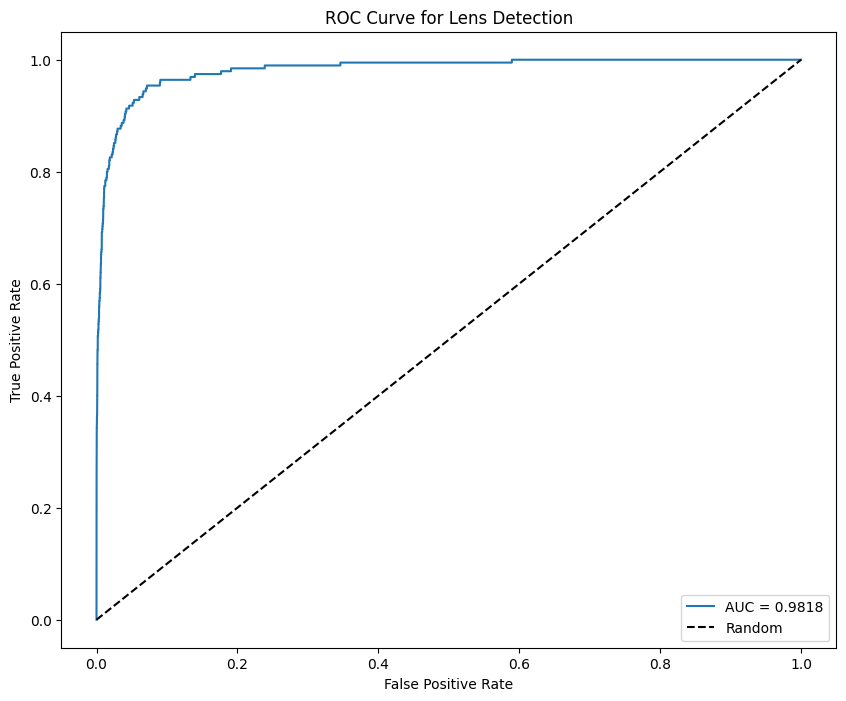 ROC Curve for Lens Detection
True Positive Rate
1.0
0.8
0.6
0.4
0.2
0.0
AUC = 0.9818
Random
0.0 0.2 0.4 0.6 0.8 1.0
False Positive Rate